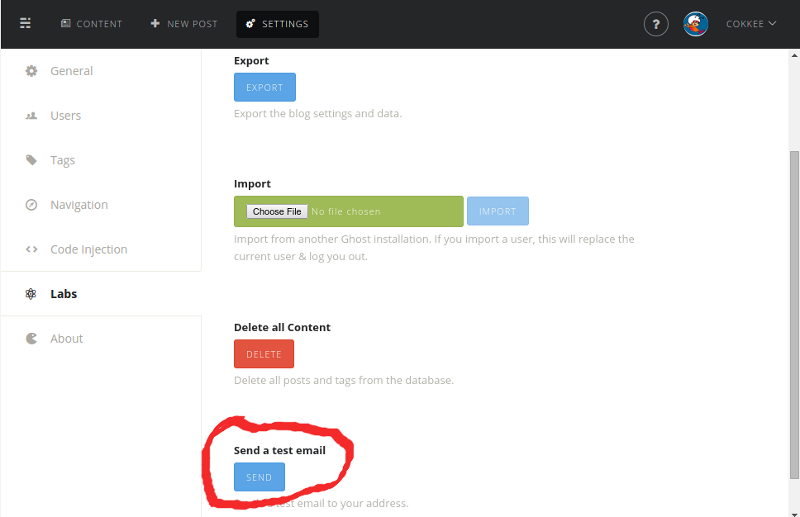 CONTENT
NEW POST
SETTINGS
?
COKKEE
General
Users
Tags
Navigation
Code Injection
Labs
About
Export
EXPORT
Export the blog settings and data.
Import
Choose File No file chosen
IMPORT
Import from another Ghost installation. If you import a user, this will replace the
current user & log you out.
Delete all Content
DELETE
Delete all posts and tags from the database.
Send a test email
SEND
test email to your address.